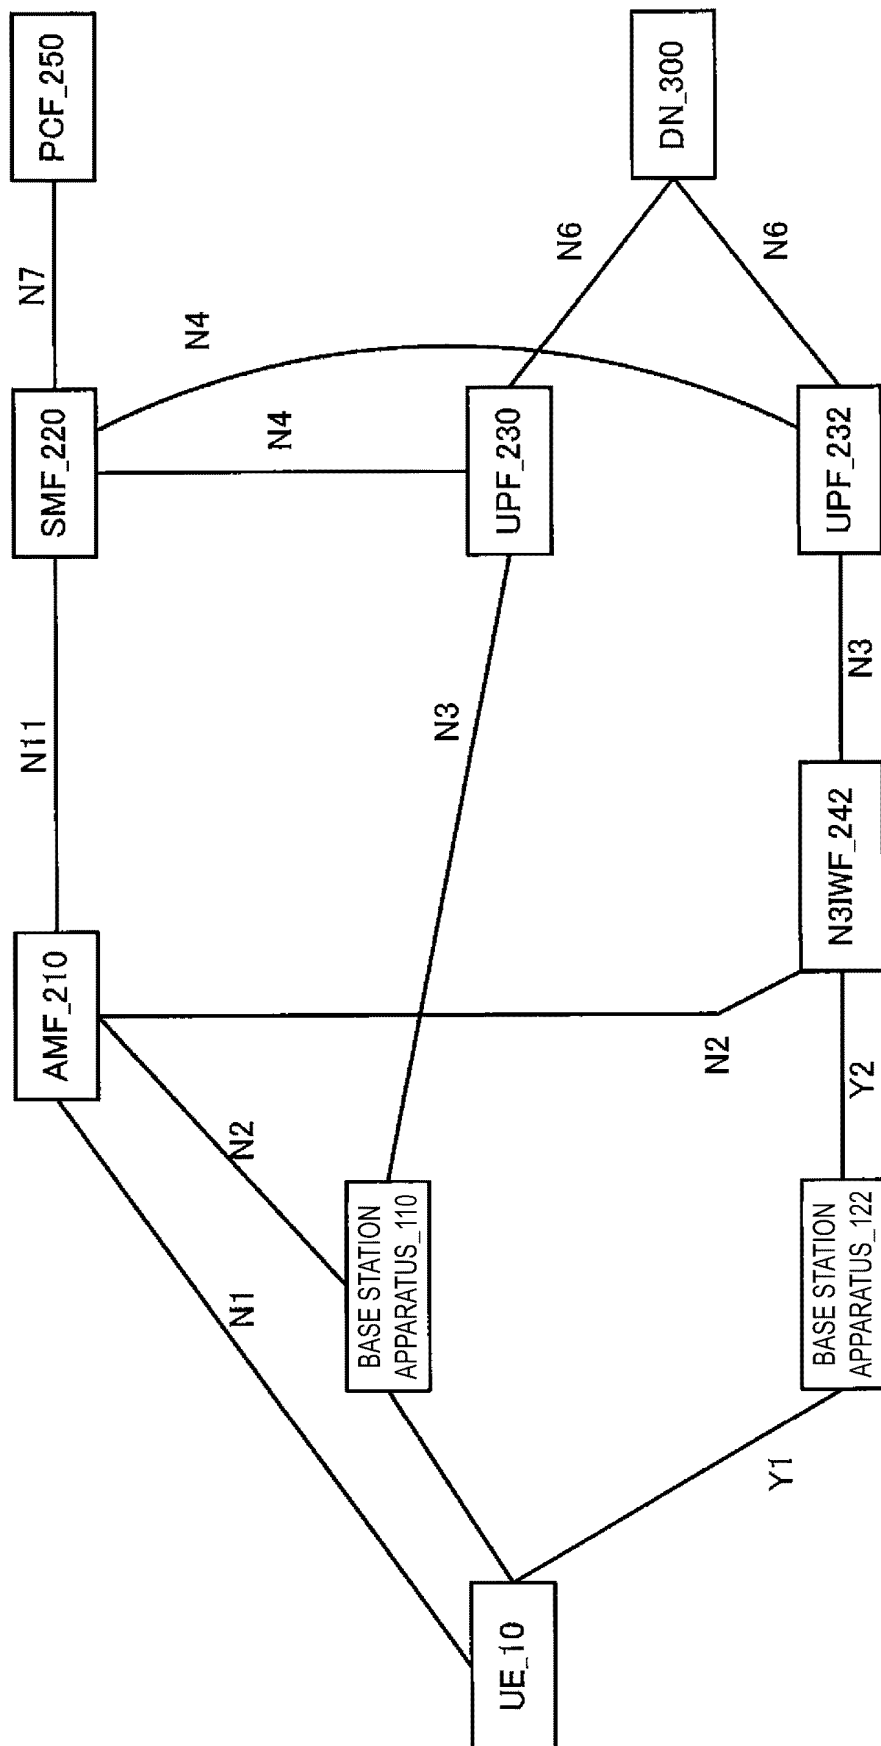 PCF_250
N7
SMF_220
N11
AMF_210
N4
N4
N6
DN_300
N6
UPF_230
N3
N2
N1
BASE STATION
APPARATUS_110
UPF_232
N3
N3IWF_242
N2
Y2
BASE STATION
APPARATUS_122
Y1
UE_10